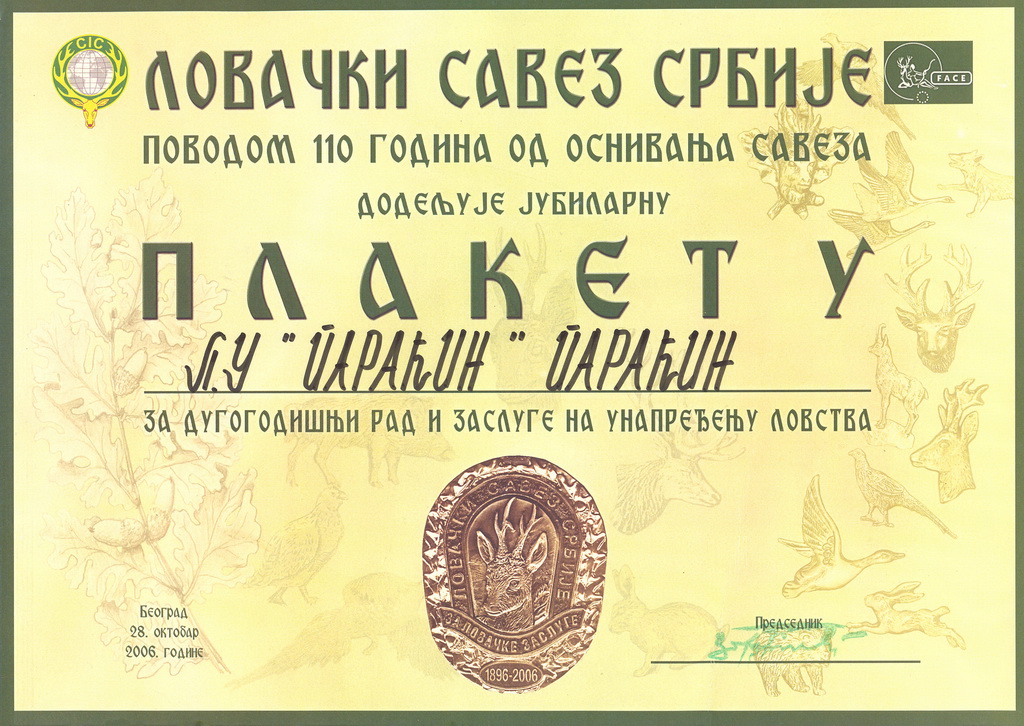 CIC
ЛОВАЧКИ САВЕЗ СРБИЈЕ
FACE
ПОВОДОМ 110 ГОДИНА ОД ОСНИВАЊА САВЕЗА
ДОДЕЉУЈЕ ЈУБИЛАРНУ
ПЛАКЕТУ
Л.У "ПАРАЋИН" ПАРАЋИН
ЗА ДУГОГОДИШЊИ РАД И ЗАСЛУГЕ НА УНАПРЕЂЕЊУ ЛОВСТВА
ЛОВАЧКИ САВЕЗ СРБИЈЕ
ЗА ЛОВАЧКЕ ЗАСЛУГЕ
1896-2006
Београд
28. октобар
2006. године
Председник